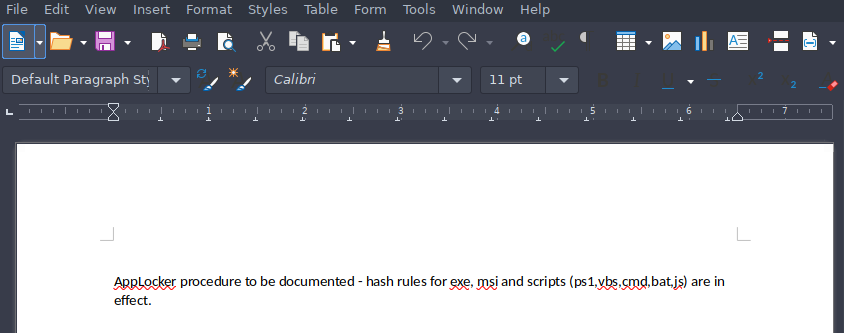 File Edit View Insert Format Styles Table Form Tools Window Help
Default Paragraph Sty Calibri 11 pt
1 2 3 4 5 6 7
AppLocker procedure to be documented - hash rules for exe, msi and scripts (ps1,vbs,cmd,bat,js) are in
effect.